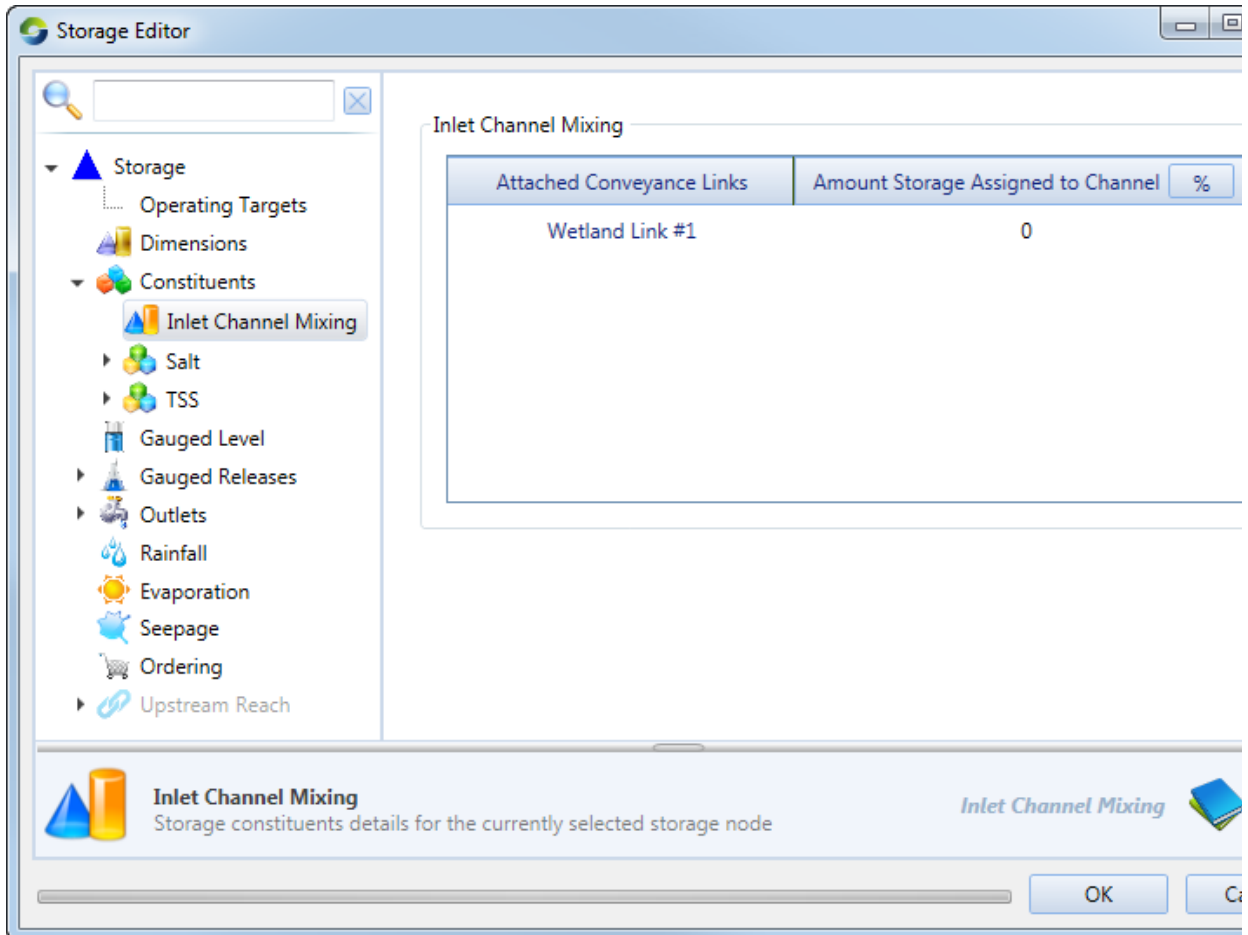 Storage Editor
Storage
Operating Targets
Dimensions
Constituents
Inlet Channel Mixing
Salt
TSS
Gauged Level
Gauged Releases
Outlets
Rainfall
Evaporation
Seepage
Ordering
Upstream Reach
Inlet Channel Mixing
Attached Conveyance Links Amount Storage Assigned to Channel %
Wetland Link #1 0
Inlet Channel Mixing
Storage constituents details for the currently selected storage node
Inlet Channel Mixing
OK